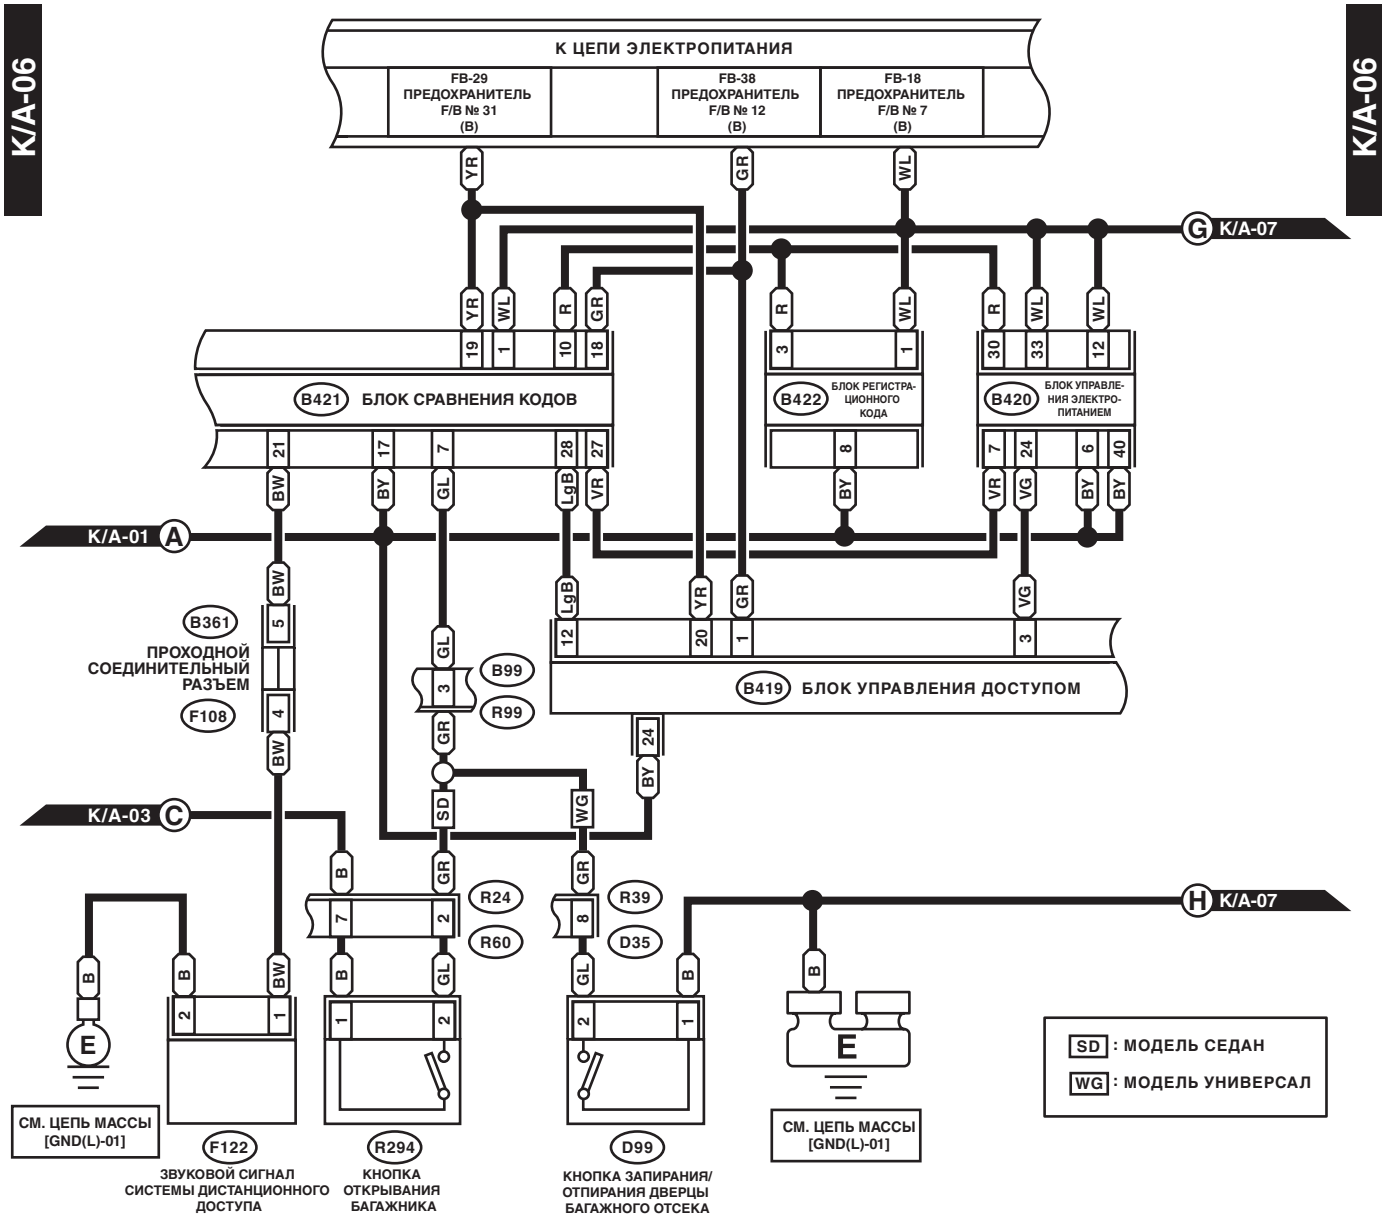 К/А-06
К/А-06
К ЦЕПИ ЭЛЕКТРОПИТАНИЯ
FB-29
ПРЕДОХРАНИТЕЛЬ
F/B № 31
(B)
FB-38
ПРЕДОХРАНИТЕЛЬ
F/B № 12
(B)
FB-18
ПРЕДОХРАНИТЕЛЬ
F/B № 7
(B)
YR
GR
WL
G К/А-07
YR
WL
R
GR
R
WL
R
WL
WL
19
1
10
18
3
1
30
33
12
B421 БЛОК СРАВНЕНИЯ КОДОВ
B422
БЛОК РЕГИСТРА-
ЦИОННОГО
КОДА
B420
БЛОК УПРАВЛЕ-
НИЯ ЭЛЕКТРО-
ПИТАНИЕМ
21
17
7
28
27
8
7
24
6
40
BW
BY
GL
LgB
VR
BY
VR
VG
BY
BY
К/А-01 A
BW
LgB
YR
GR
VG
B361
5
ПРОХОДНОЙ
СОЕДИНИТЕЛЬНЫЙ
РАЗЪЕМ
F108
4
BW
GL
3
B99
R99
GR
12
20
1
3
B419 БЛОК УПРАВЛЕНИЯ ДОСТУПОМ
24
BY
SD
WG
К/А-03 C
B
GR
GR
7
2
R24
R60
8
R39
D35
H К/А-07
B
B
BW
B
GL
GL
B
B
2
1
1
2
2
1
E
E
СМ. ЦЕПЬ МАССЫ
[GND(L)-01]
F122
ЗВУКОВОЙ СИГНАЛ
СИСТЕМЫ ДИСТАНЦИОННОГО
ДОСТУПА
R294
КНОПКА
ОТКРЫВАНИЯ
БАГАЖНИКА
D99
КНОПКА ЗАПИРАНИЯ/
ОТПИРАНИЯ ДВЕРЦЫ
БАГАЖНОГО ОТСЕКА
СМ. ЦЕПЬ МАССЫ
[GND(L)-01]
SD : МОДЕЛЬ СЕДАН
WG : МОДЕЛЬ УНИВЕРСАЛ